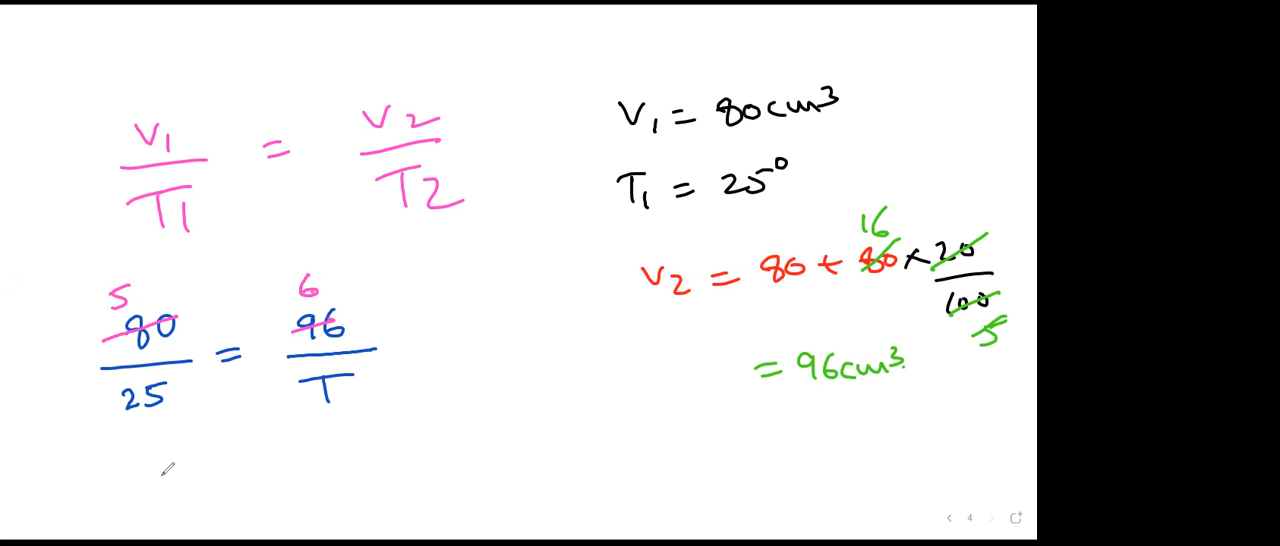 V1/T1 = V2/T2
5 6
80/25 = 96/T
V1 = 80cm³
T1 = 25°
16
V2 = 80 + 80 × 20/100
5
= 96cm³.
4